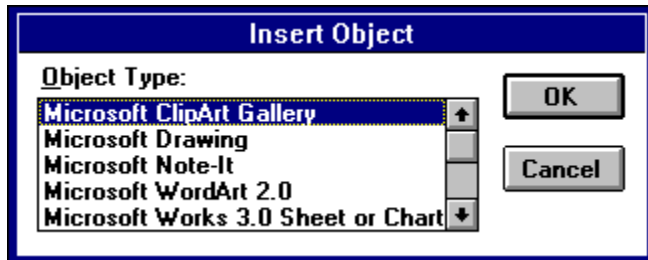 Insert Object
Object Type:
Microsoft ClipArt Gallery
Microsoft Drawing
Microsoft Note-It
Microsoft WordArt 2.0
Microsoft Works 3.0 Sheet or Chart
OK
Cancel